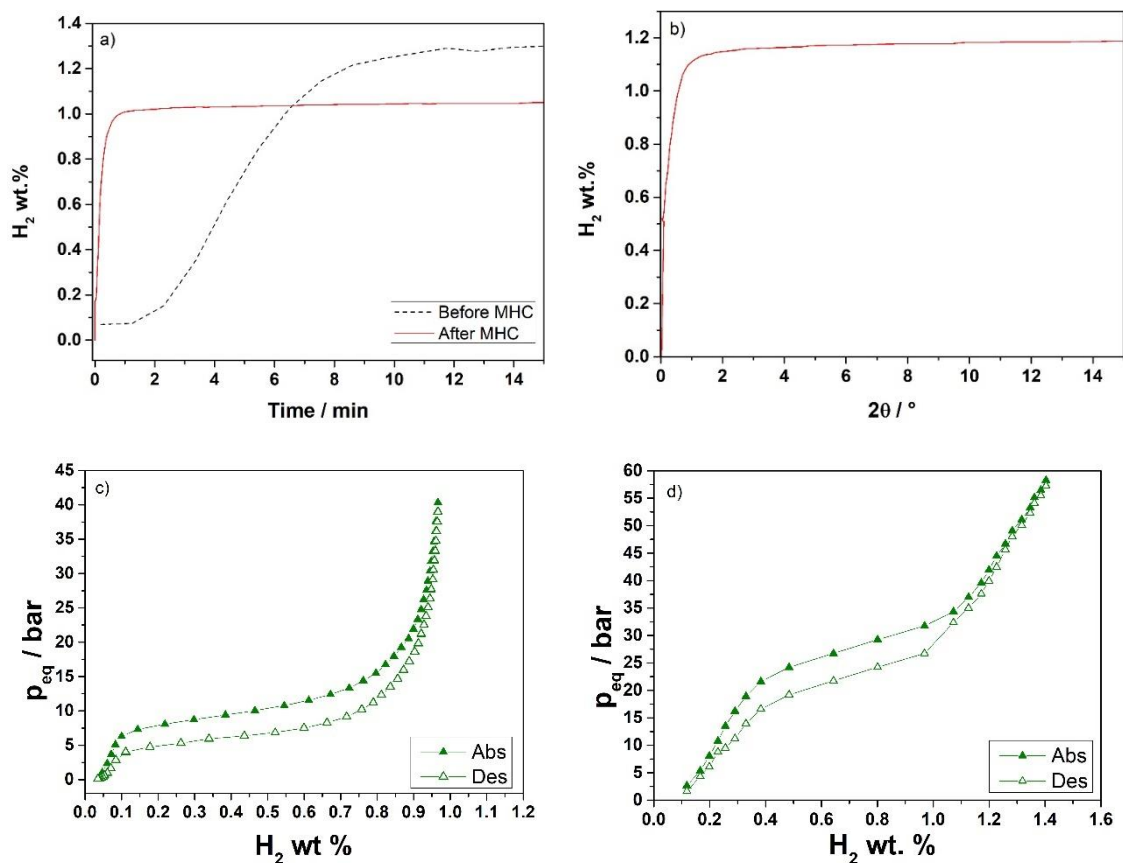 a)
1.4
1.2
1.0
0.8
0.6
0.4
0.2
0.0
H2 wt.%
0 2 4 6 8 10 12 14
Time / min
Before MHC
After MHC
b)
1.2
1.0
0.8
0.6
0.4
0.2
0.0
H2 wt.%
0 2 4 6 8 10 12 14
2θ / °
c)
45
40
35
30
25
20
15
10
5
0
peq / bar
0.0 0.1 0.2 0.3 0.4 0.5 0.6 0.7 0.8 0.9 1.0 1.1 1.2
H2 wt %
Abs
Des
d)
60
55
50
45
40
35
30
25
20
15
10
5
0
peq / bar
0.0 0.2 0.4 0.6 0.8 1.0 1.2 1.4 1.6
H2 wt. %
Abs
Des